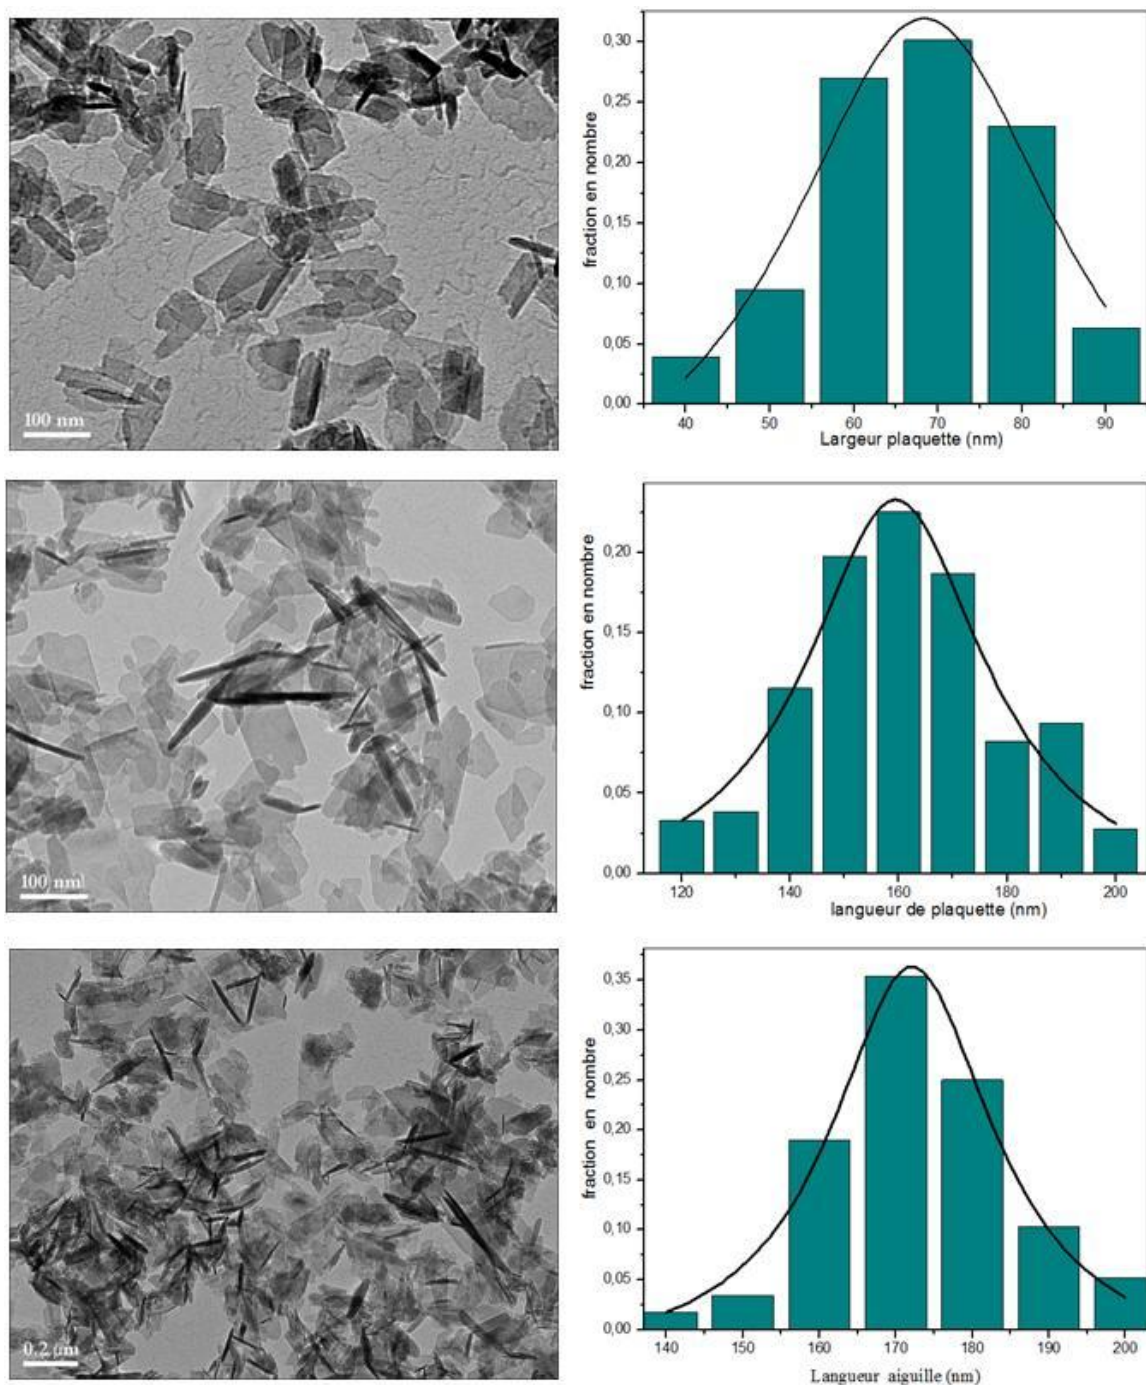 100 nm
fraction en nombre
0,30
0,25
0,20
0,15
0,10
0,05
0,00
40 50 60 70 80 90
Largeur plaquette (nm)
100 nm
fraction en nombre
0,20
0,15
0,10
0,05
0,00
120 140 160 180 200
langueur de plaquette (nm)
0.2 µm
fraction en nombre
0,35
0,30
0,25
0,20
0,15
0,10
0,05
0,00
140 150 160 170 180 190 200
Langueur aiguille (nm)